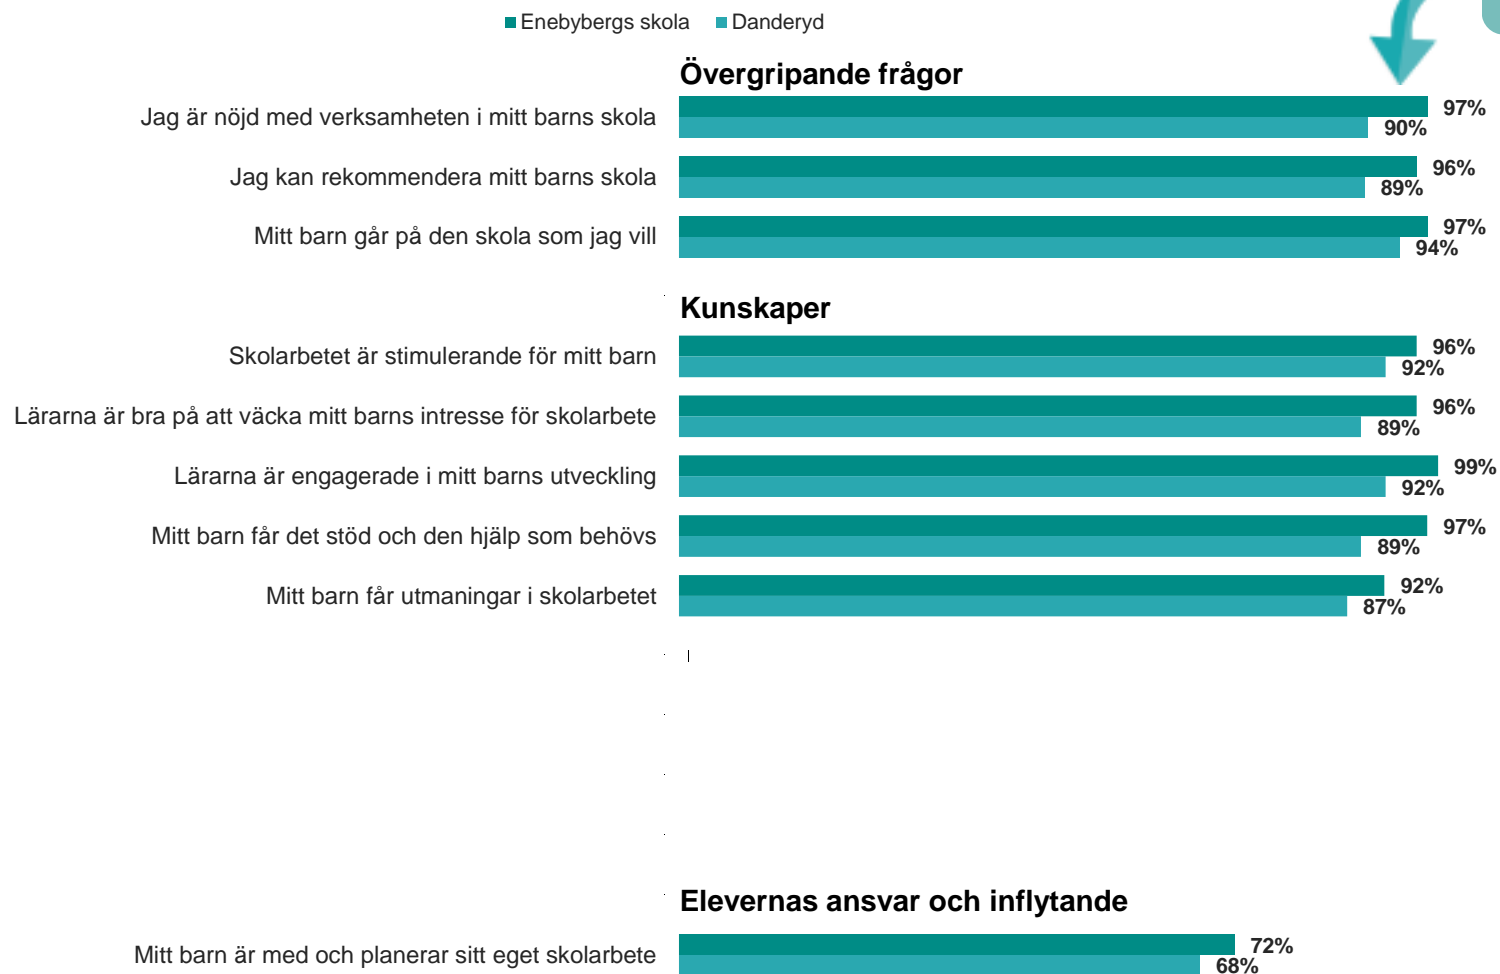 Enebybergs skola Danderyd
Övergripande frågor
Jag är nöjd med verksamheten i mitt barns skola 97%
90%
Jag kan rekommendera mitt barns skola 96%
89%
Mitt barn går på den skola som jag vill 97%
94%
Kunskaper
Skolarbetet är stimulerande för mitt barn 96%
92%
Lärarna är bra på att väcka mitt barns intresse för skolarbete 96%
89%
Lärarna är engagerade i mitt barns utveckling 99%
92%
Mitt barn får det stöd och den hjälp som behövs 97%
89%
Mitt barn får utmaningar i skolarbetet 92%
87%
Elevernas ansvar och inflytande
Mitt barn är med och planerar sitt eget skolarbete 72%
68%